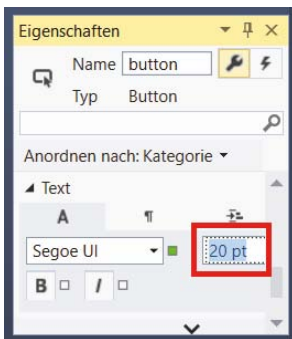 Eigenschaften
Name button
Typ Button
Anordnen nach: Kategorie
Text
A ¶
Segoe UI 20 pt
B I